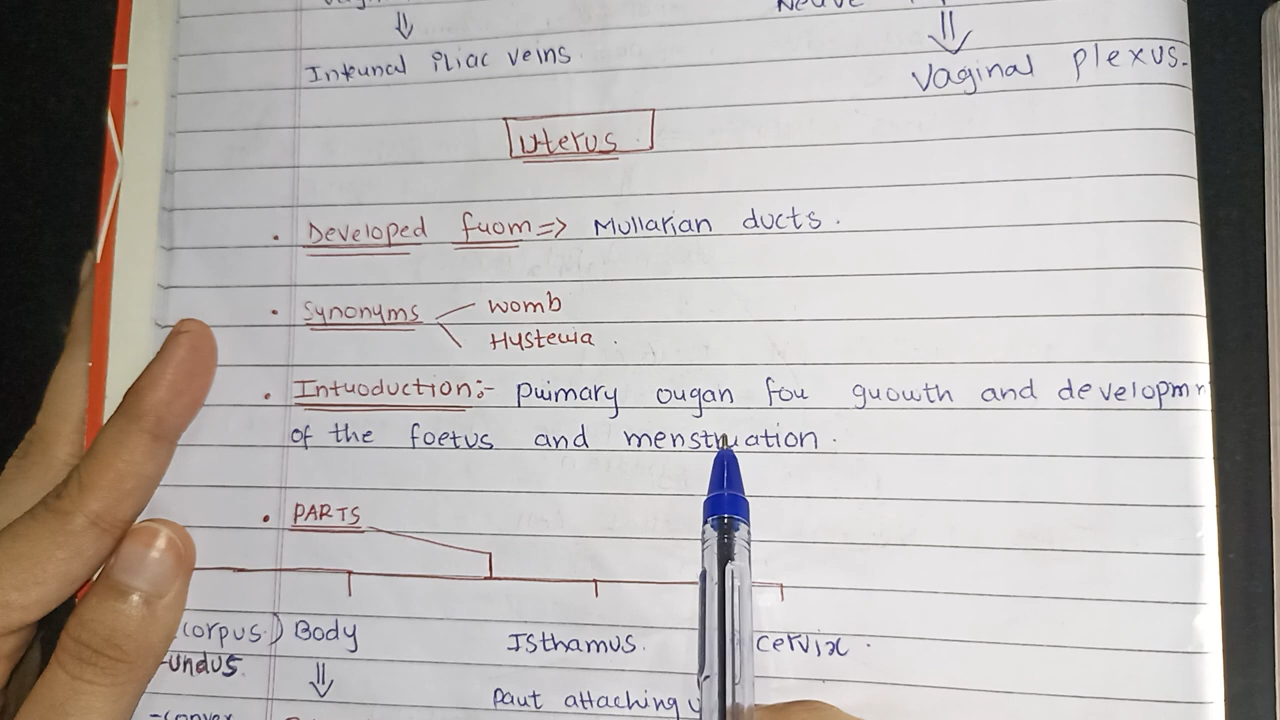 Internal iliac veins.
Vaginal plexus.
Uterus.
• Developed from => Mullarian ducts.
• Synonyms womb
Hysteria.
• Introduction:- primary organ for growth and developm
of the foetus and menstruation.
• PARTS
(corpus.) Body Isthamus. cervix.
Part attaching
-convex